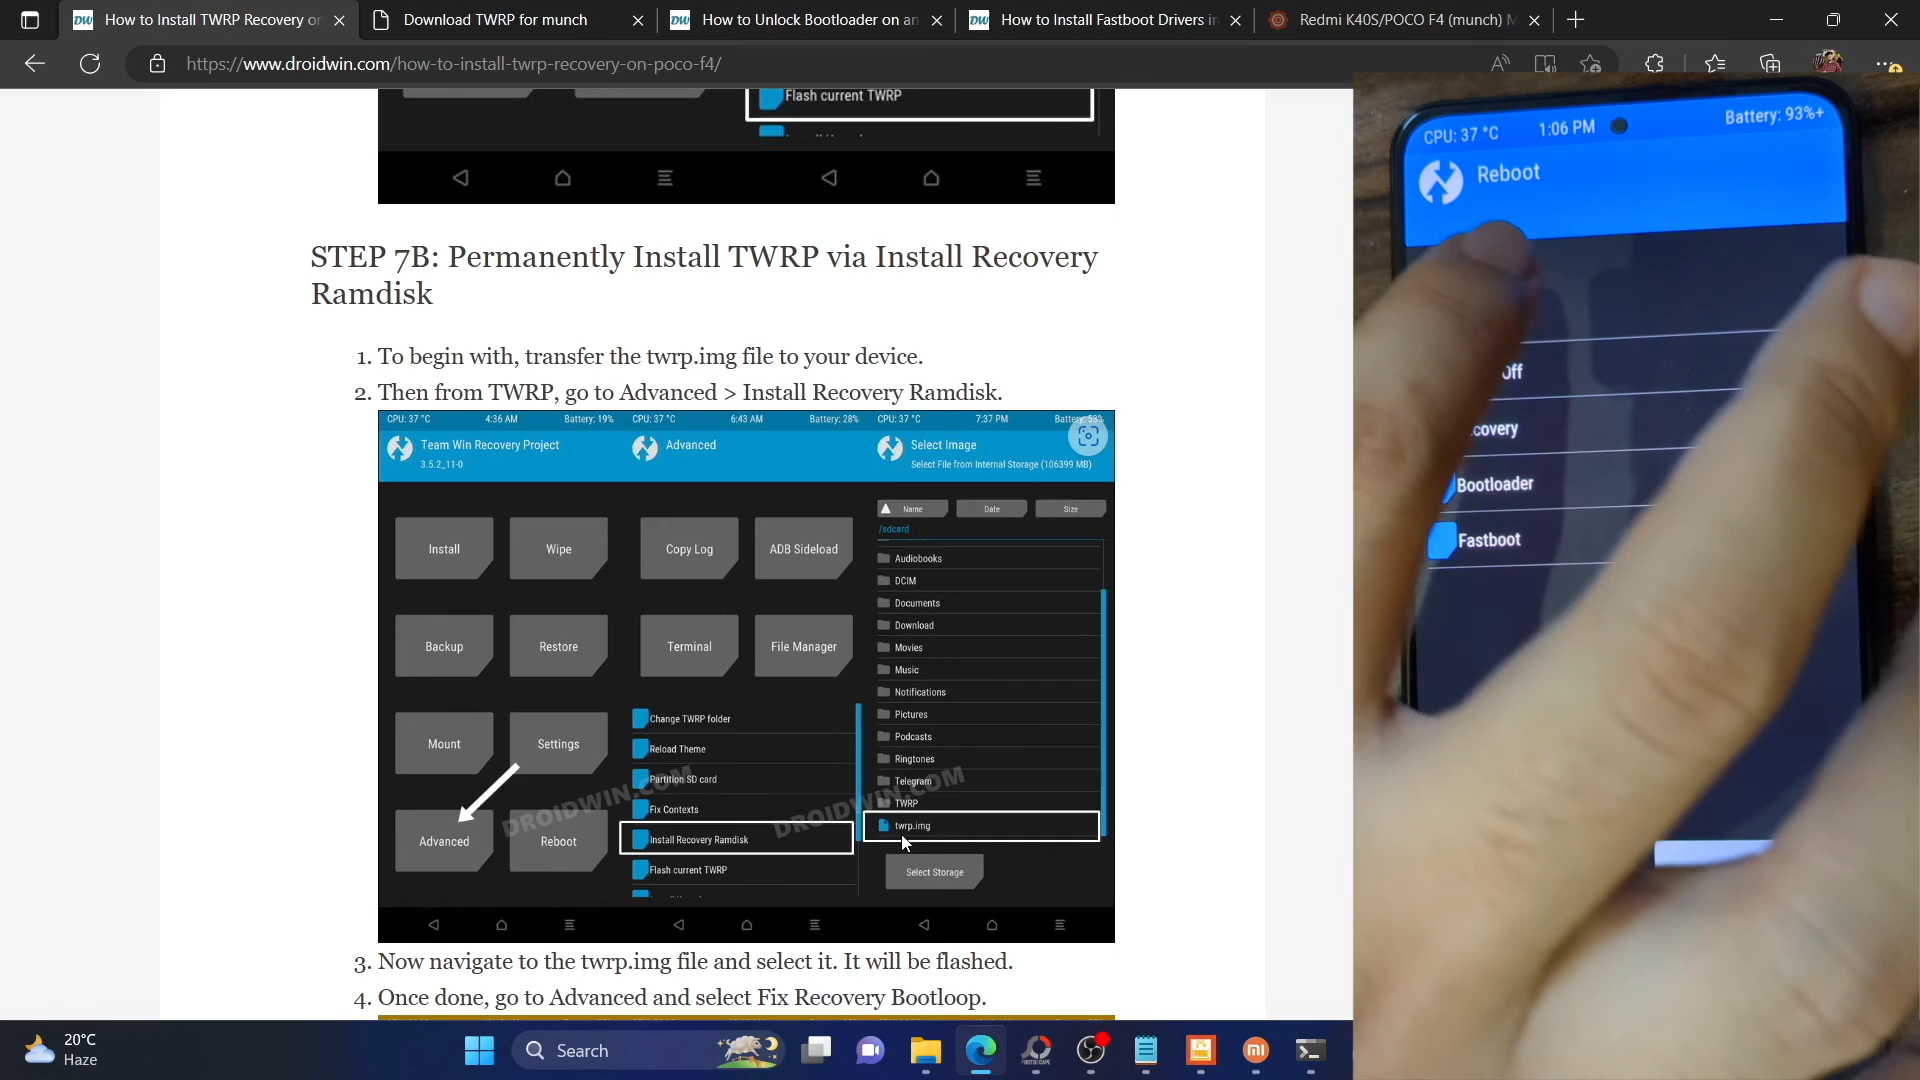 How to Install TWRP Recovery or
Download TWRP for munch
How to Unlock Bootloader on an
How to Install Fastboot Drivers in
Redmi K40S/POCO F4 (munch) M
https://www.droidwin.com/how-to-install-twrp-recovery-on-poco-f4/
Flash current TWRP
STEP 7B: Permanently Install TWRP via Install Recovery
Ramdisk
1. To begin with, transfer the twrp.img file to your device.
2. Then from TWRP, go to Advanced > Install Recovery Ramdisk.
CPU: 37 °C 4:36 AM Battery: 19%
Team Win Recovery Project
3.5.2_11-0
Install Wipe
Backup Restore
Mount Settings
Advanced Reboot
CPU: 37 °C 6:43 AM Battery: 28%
Advanced
Copy Log ADB Sideload
Terminal File Manager
Change TWRP folder
Reload Theme
Partition SD card
Fix Contexts
Install Recovery Ramdisk
Flash current TWRP
CPU: 37 °C 7:37 PM Battery: 53%
Select Image
Select File from Internal Storage (106399 MB)
Name Date Size
/sdcard
Audiobooks
DCIM
Documents
Download
Movies
Music
Notifications
Pictures
Podcasts
Ringtones
Telegram
TWRP
twrp.img
Select Storage
DROIDWIN.COM
DROIDWIN.COM
3. Now navigate to the twrp.img file and select it. It will be flashed.
4. Once done, go to Advanced and select Fix Recovery Bootloop.
CPU: 37 °C 1:06 PM Battery: 93%+
Reboot
Off
covery
Bootloader
Fastboot
20°C
Haze
Search